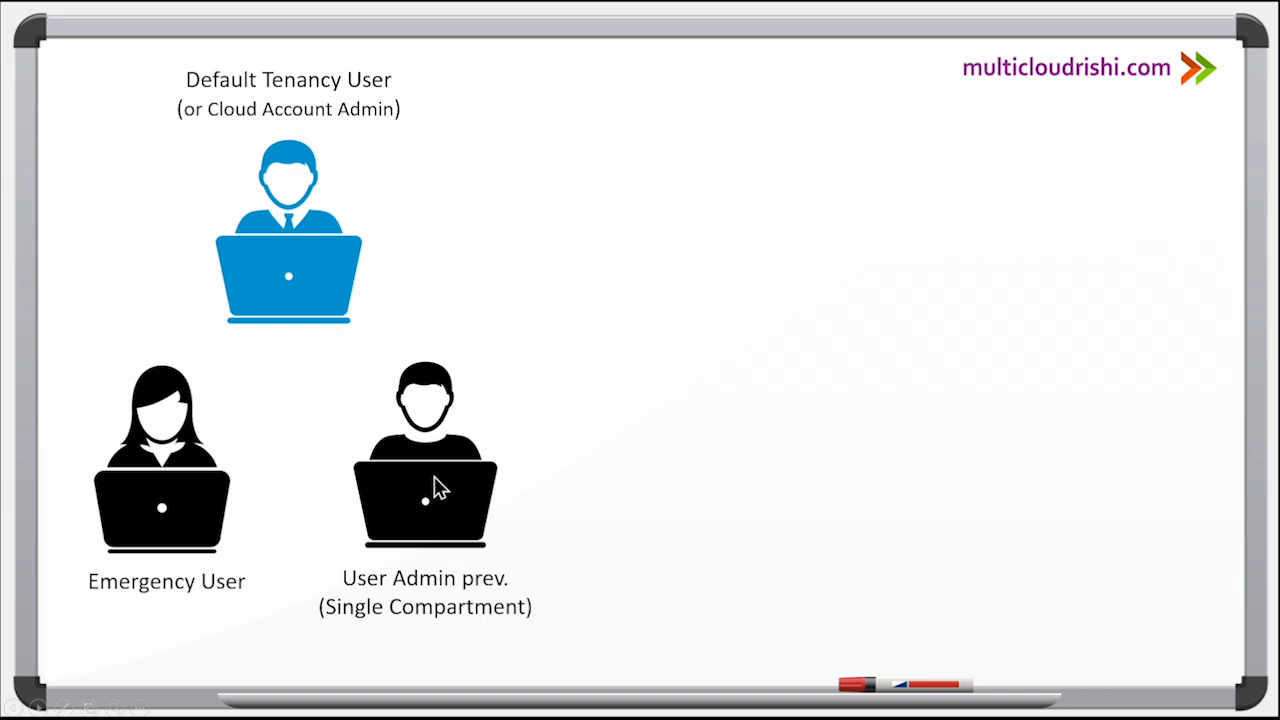 Default Tenancy User
(or Cloud Account Admin)
multicloudrishi.com
Emergency User
User Admin prev.
(Single Compartment)